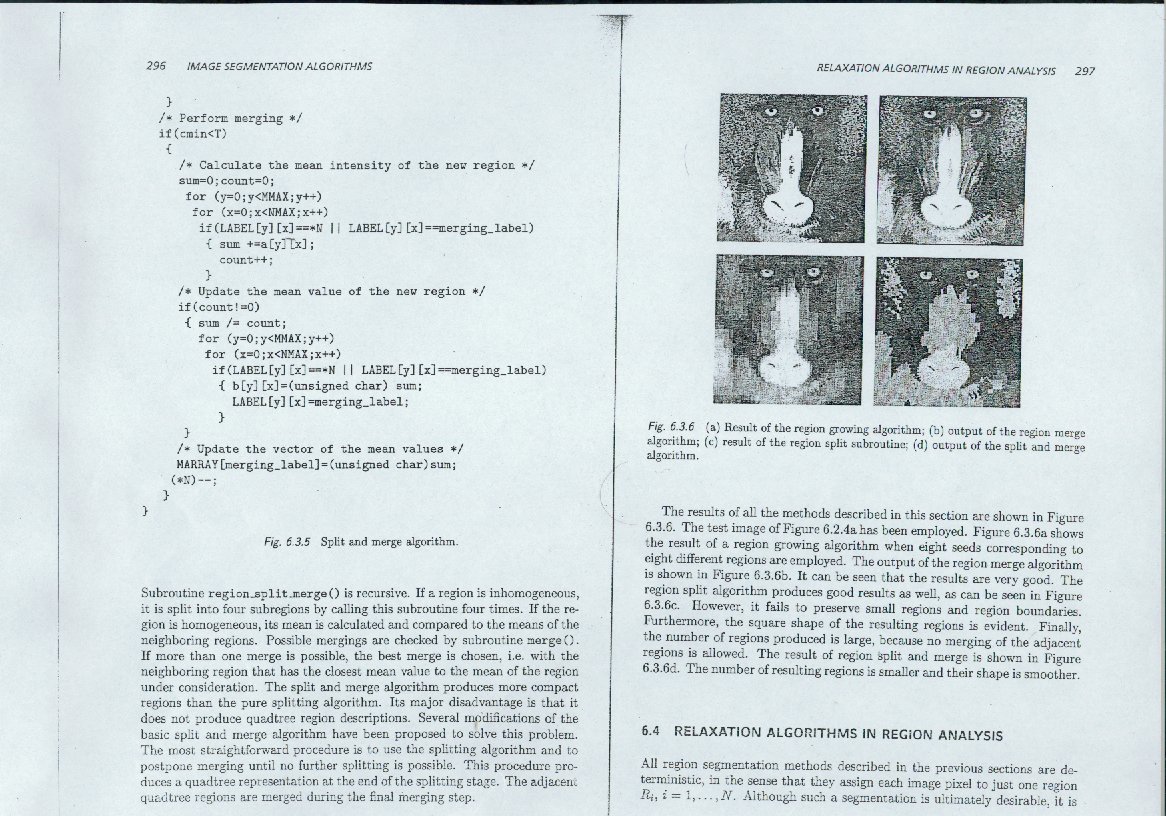 296 IMAGE SEGMENTATION ALGORITHMS
}
/* Perform merging */
if(cmin<T)
{
/* Calculate the mean intensity of the new region */
sum=0;count=0;
for (y=0;y<MMAX;y++)
for (x=0;x<NMAX;x++)
if(LABEL[y][x]==*N || LABEL[y][x]==merging_label)
{ sum +=a[y][x];
count++;
}
/* Update the mean value of the new region */
if(count!=0)
{ sum /= count;
for (y=0;y<MMAX;y++)
for (x=0;x<NMAX;x++)
if(LABEL[y][x]==*N || LABEL[y][x]==merging_label)
{ b[y][x]=(unsigned char) sum;
LABEL[y][x]=merging_label;
}
}
/* Update the vector of the mean values */
MARRAY[merging_label]=(unsigned char)sum;
(*N)--;
}
}
Fig. 6.3.5 Split and merge algorithm.
Subroutine region_split_merge() is recursive. If a region is inhomogeneous,
it is split into four subregions by calling this subroutine four times. If the re-
gion is homogeneous, its mean is calculated and compared to the means of the
neighboring regions. Possible mergings are checked by subroutine merge().
If more than one merge is possible, the best merge is chosen, i.e. with the
neighboring region that has the closest mean value to the mean of the region
under consideration. The split and merge algorithm produces more compact
regions than the pure splitting algorithm. Its major disadvantage is that it
does not produce quadtree region descriptions. Several modifications of the
basic split and merge algorithm have been proposed to solve this problem.
The most straightforward procedure is to use the splitting algorithm and to
postpone merging until no further splitting is possible. This procedure pro-
duces a quadtree representation at the end of the splitting stage. The adjacent
quadtree regions are merged during the final merging step.
RELAXATION ALGORITHMS IN REGION ANALYSIS 297
Fig. 6.3.6 (a) Result of the region growing algorithm; (b) output of the region merge
algorithm; (c) result of the region split subroutine; (d) output of the split and merge
algorithm.
The results of all the methods described in this section are shown in Figure
6.3.6. The test image of Figure 6.2.4a has been employed. Figure 6.3.6a shows
the result of a region growing algorithm when eight seeds corresponding to
eight different regions are employed. The output of the region merge algorithm
is shown in Figure 6.3.6b. It can be seen that the results are very good. The
region split algorithm produces good results as well, as can be seen in Figure
6.3.6c. However, it fails to preserve small regions and region boundaries.
Furthermore, the square shape of the resulting regions is evident. Finally,
the number of regions produced is large, because no merging of the adjacent
regions is allowed. The result of region split and merge is shown in Figure
6.3.6d. The number of resulting regions is smaller and their shape is smoother.
6.4 RELAXATION ALGORITHMS IN REGION ANALYSIS
All region segmentation methods described in the previous sections are de-
terministic, in the sense that they assign each image pixel to just one region
Rᵢ, i = 1,...,N. Although such a segmentation is ultimately desirable, it is